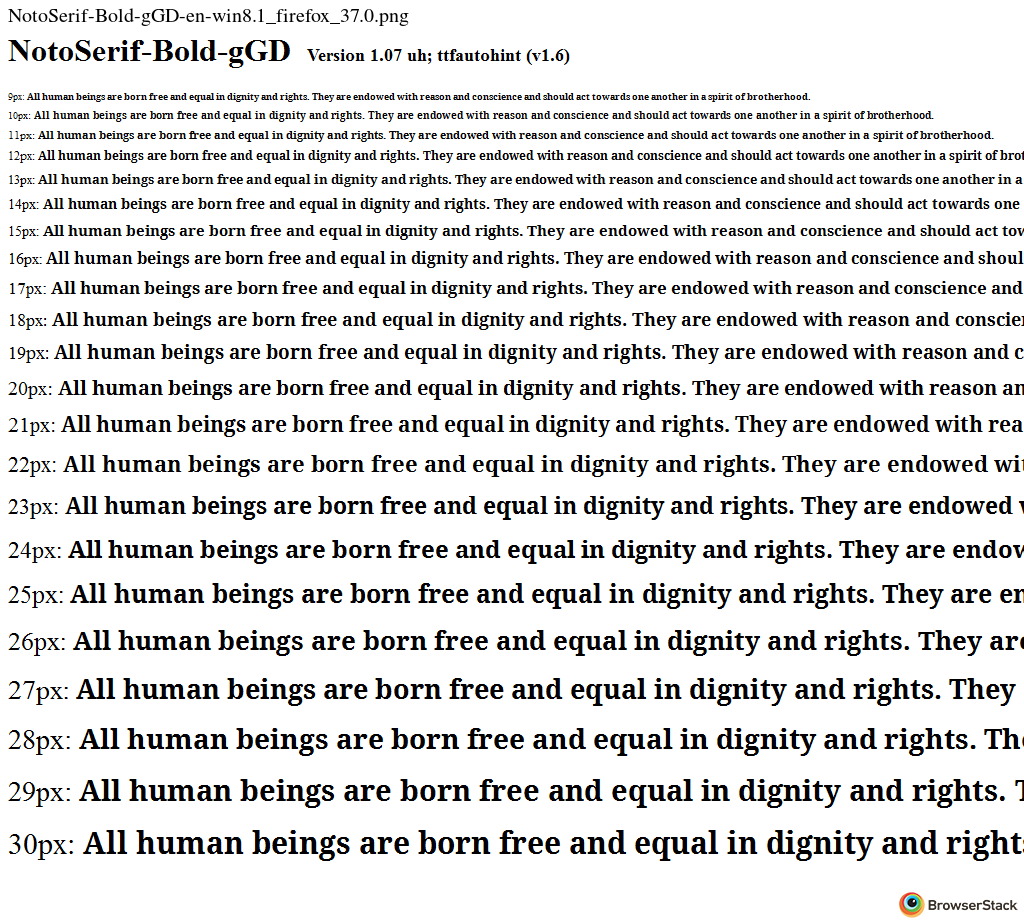 NotoSerif-Bold-gGD-en-win8.1_firefox_37.0.png
NotoSerif-Bold-gGD Version 1.07 uh; ttfautohint (v1.6)
9px: All human beings are born free and equal in dignity and rights. They are endowed with reason and conscience and should act towards one another in a spirit of brotherhood.
10px: All human beings are born free and equal in dignity and rights. They are endowed with reason and conscience and should act towards one another in a spirit of brotherhood.
11px: All human beings are born free and equal in dignity and rights. They are endowed with reason and conscience and should act towards one another in a spirit of brotherhood.
12px: All human beings are born free and equal in dignity and rights. They are endowed with reason and conscience and should act towards one another in a spirit of brot
13px: All human beings are born free and equal in dignity and rights. They are endowed with reason and conscience and should act towards one another in a
14px: All human beings are born free and equal in dignity and rights. They are endowed with reason and conscience and should act towards one
15px: All human beings are born free and equal in dignity and rights. They are endowed with reason and conscience and should act tow
16px: All human beings are born free and equal in dignity and rights. They are endowed with reason and conscience and shoul
17px: All human beings are born free and equal in dignity and rights. They are endowed with reason and conscience and
18px: All human beings are born free and equal in dignity and rights. They are endowed with reason and conscie
19px: All human beings are born free and equal in dignity and rights. They are endowed with reason and c
20px: All human beings are born free and equal in dignity and rights. They are endowed with reason an
21px: All human beings are born free and equal in dignity and rights. They are endowed with rea
22px: All human beings are born free and equal in dignity and rights. They are endowed wit
23px: All human beings are born free and equal in dignity and rights. They are endowed
24px: All human beings are born free and equal in dignity and rights. They are endow
25px: All human beings are born free and equal in dignity and rights. They are en
26px: All human beings are born free and equal in dignity and rights. They are
27px: All human beings are born free and equal in dignity and rights. They
28px: All human beings are born free and equal in dignity and rights. The
29px: All human beings are born free and equal in dignity and rights. T
30px: All human beings are born free and equal in dignity and rights
BrowserStack